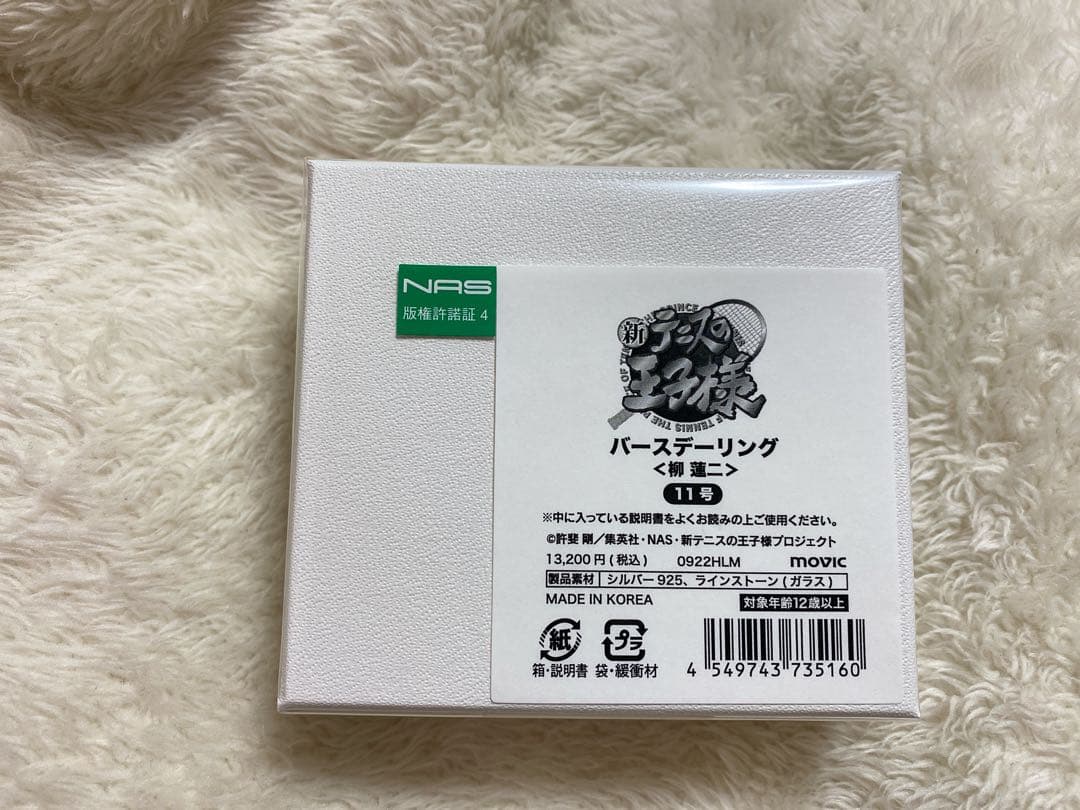 NAS
版権許諾証 4
新テニスの
王子様
バースデーリング
<柳 蓮二>
11号
※中に入っている説明書をよくお読みの上ご使用ください。
©許斐 剛／集英社・NAS・新テニスの王子様プロジェクト
13,200円(税込) 0922HLM movic
製品素材 シルバー925、ラインストーン(ガラス)
MADE IN KOREA 対象年齢12歳以上
紙 プラ
箱・説明書 袋・緩衝材
4 549743 735160